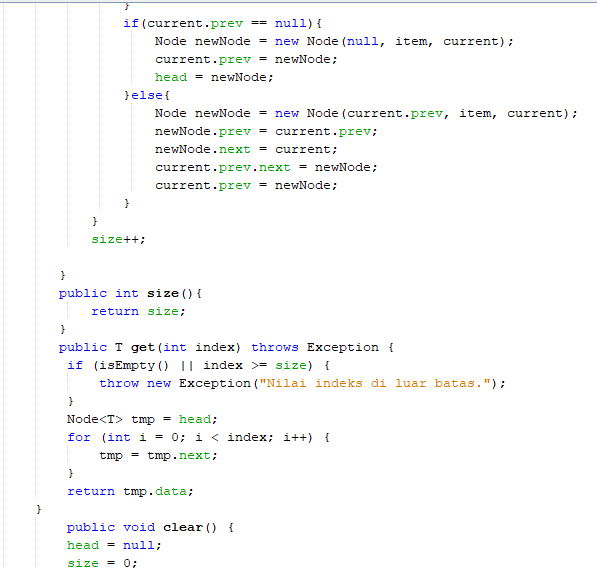 }
if(current.prev == null){
Node newNode = new Node(null, item, current);
current.prev = newNode;
head = newNode;
}else{
Node newNode = new Node(current.prev, item, current);
newNode.prev = current.prev;
newNode.next = current;
current.prev.next = newNode;
current.prev = newNode;
}
}
size++;
}
public int size(){
return size;
}
public T get(int index) throws Exception {
if (isEmpty() || index >= size) {
throw new Exception("Nilai indeks di luar batas.");
}
Node<T> tmp = head;
for (int i = 0; i < index; i++) {
tmp = tmp.next;
}
return tmp.data;
}
public void clear() {
head = null;
size = 0;